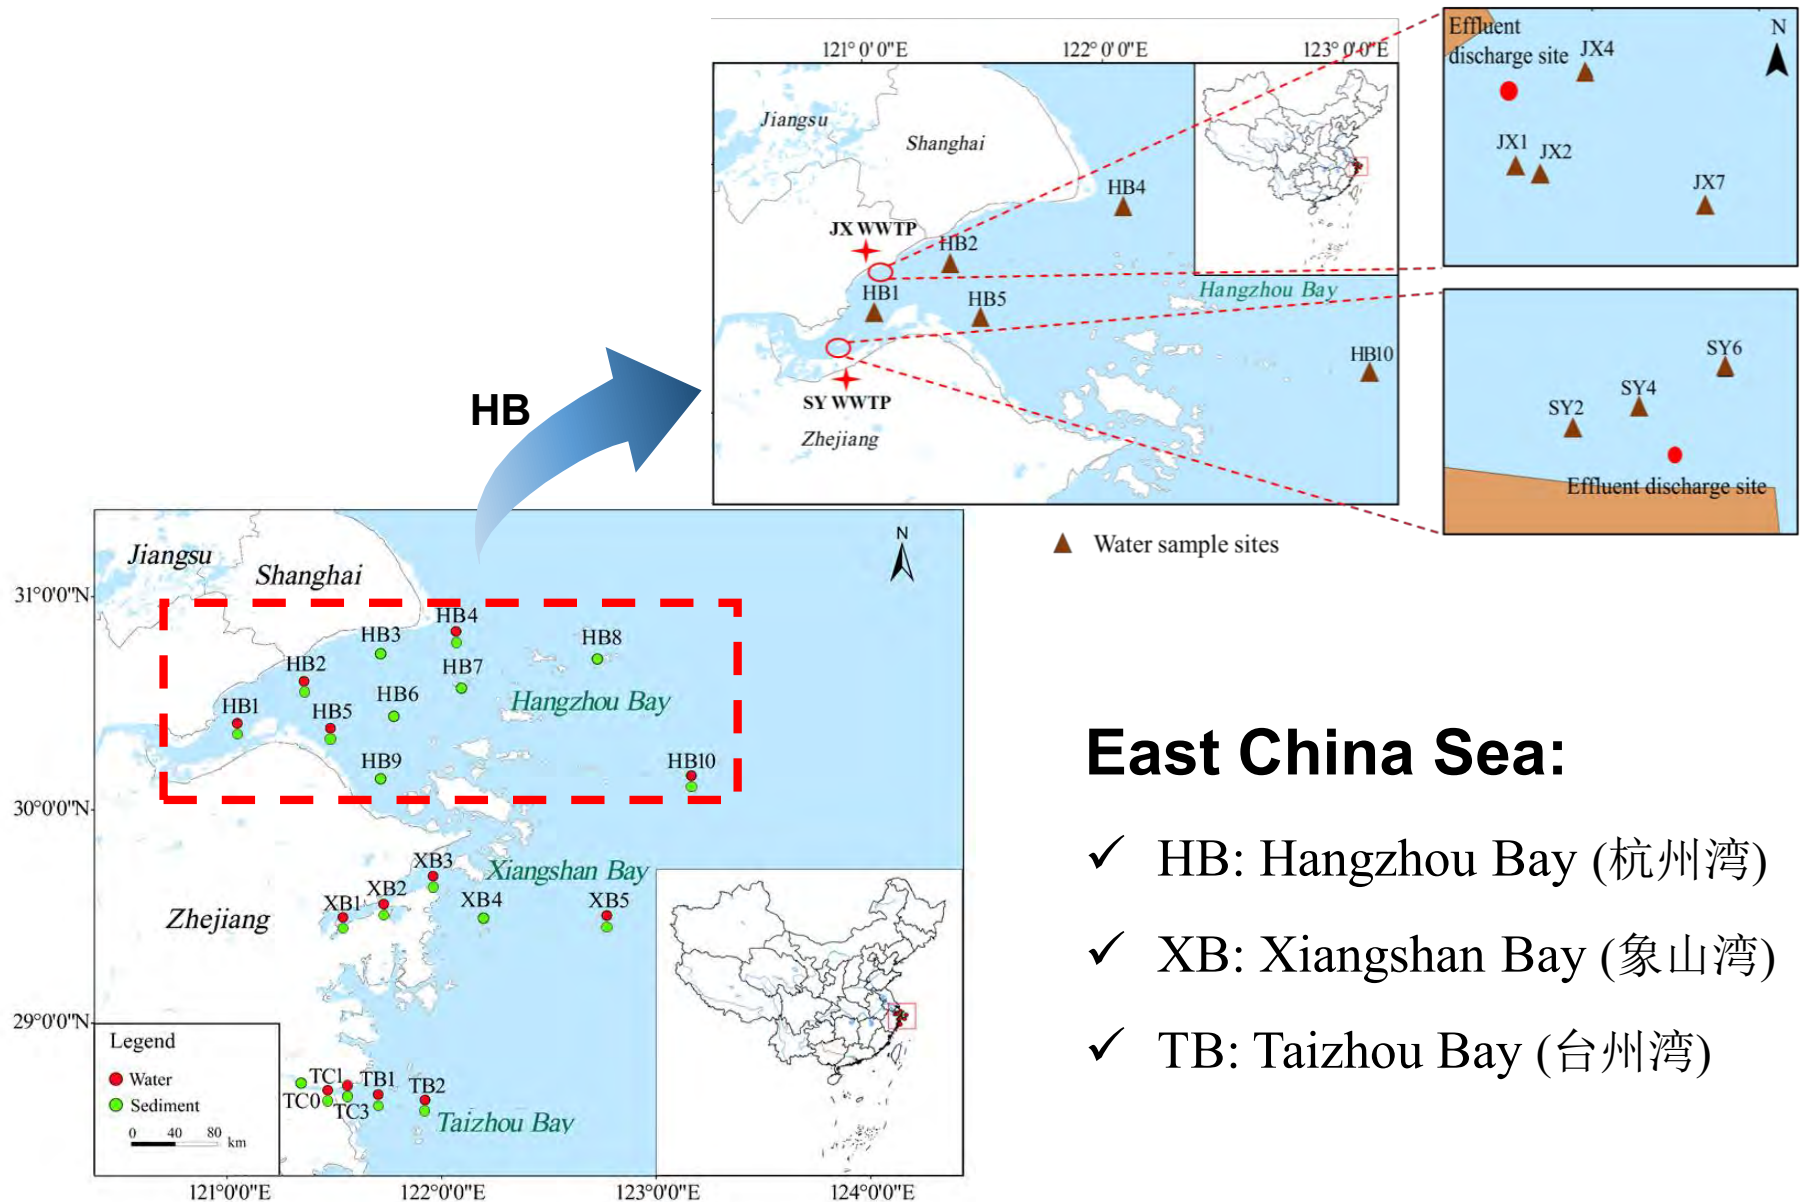 121° 0' 0"E
122° 0' 0"E
123° 0' 0"E
Jiangsu
Shanghai
HB4
JX WWTP
HB2
HB1
HB5
Hangzhou Bay
HB10
SY WWTP
Zhejiang
Effluent
discharge site
JX4
N
JX1
JX2
JX7
SY6
SY4
SY2
Effluent discharge site
Water sample sites
HB
Jiangsu
Shanghai
N
31°0'0"N
30°0'0"N
29°0'0"N
HB4
HB3
HB8
HB2
HB7
HB6
Hangzhou Bay
HB1
HB5
HB9
HB10
XB3
Xiangshan Bay
XB2
XB1
XB4
XB5
Zhejiang
Legend
Water
Sediment
0 40 80
km
TC1
TB1
TB2
TC0
TC3
Taizhou Bay
121°0'0"E
122°0'0"E
123°0'0"E
124°0'0"E
East China Sea:
✓ HB: Hangzhou Bay (杭州湾)
✓ XB: Xiangshan Bay (象山湾)
✓ TB: Taizhou Bay (台州湾)